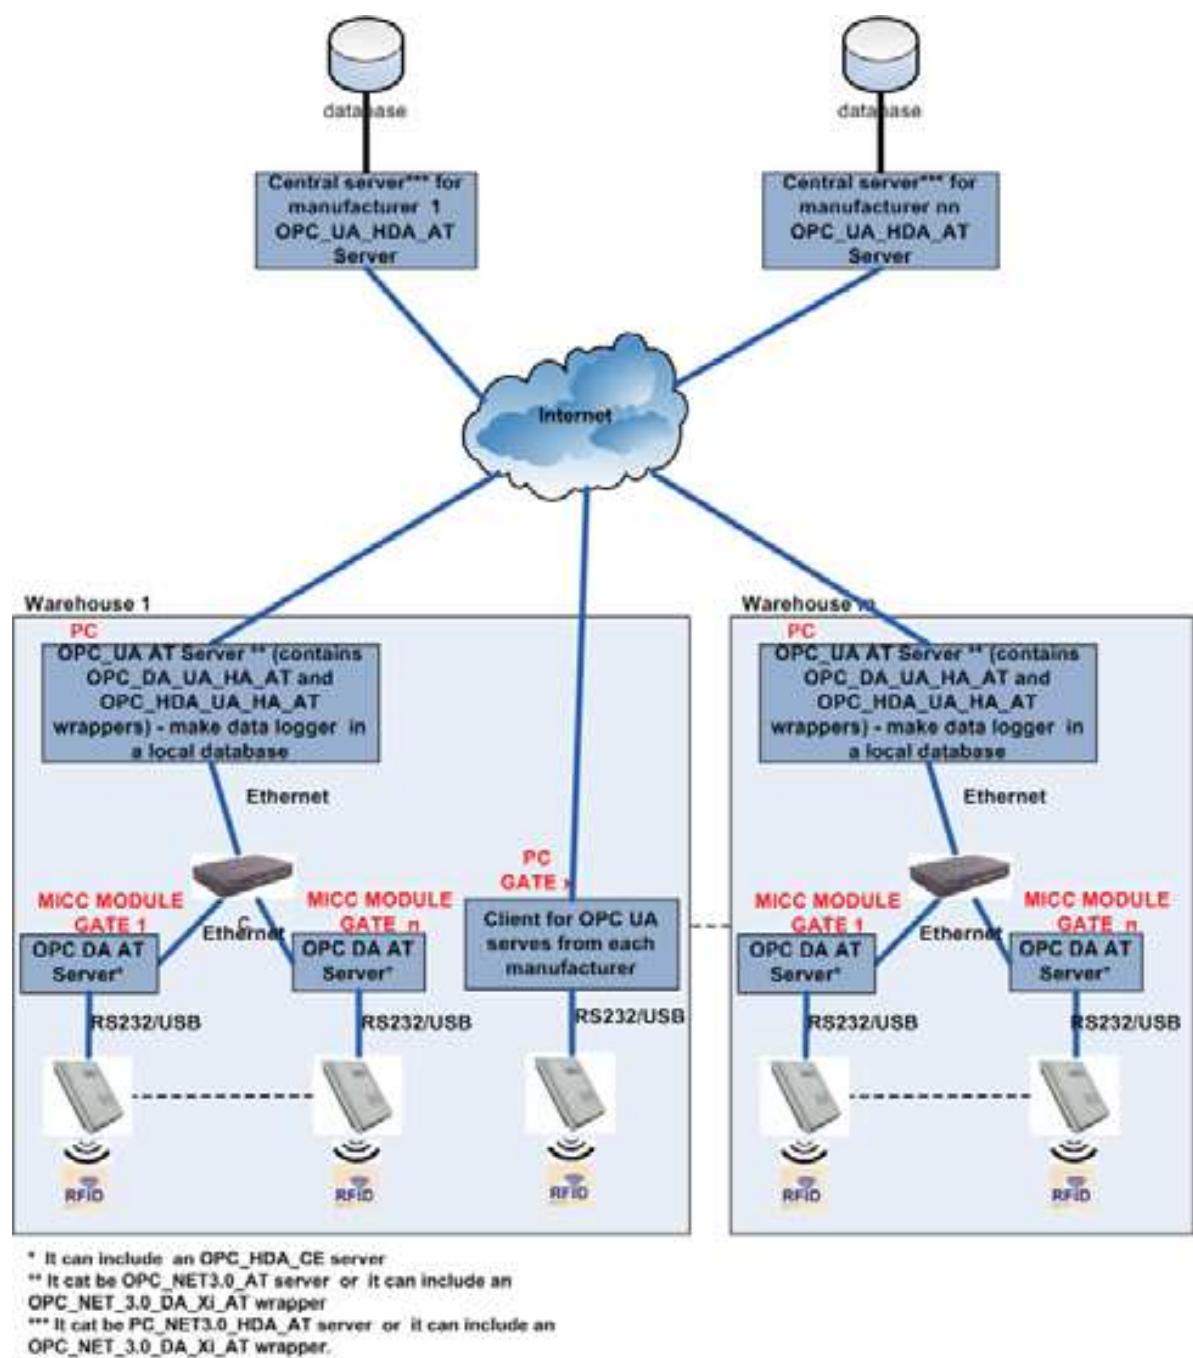 database
database
Central server*** for
manufacturer 1
OPC_UA_HDA_AT
Server
Central server*** for
manufacturer nn
OPC_UA_HDA_AT
Server
Internet
Warehouse 1
PC
OPC_UA AT Server ** (contains
OPC_DA_UA_HA_AT and
OPC_HDA_UA_HA_AT
wrappers) - make data logger in
a local database
Ethernet
PC
GATE x
MICC MODULE
GATE 1
MICC MODULE
GATE n
Ethernet
OPC DA AT
Server*
OPC DA AT
Server*
Client for OPC UA
serves from each
manufacturer
RS232/USB
RS232/USB
RS232/USB
RFID
RFID
RFID
Warehouse m
PC
OPC_UA AT Server ** (contains
OPC_DA_UA_HA_AT and
OPC_HDA_UA_HA_AT
wrappers) - make data logger in
a local database
Ethernet
MICC MODULE
GATE 1
MICC MODULE
GATE n
Ethernet
OPC DA AT
Server*
OPC DA AT
Server*
RS232/USB
RS232/USB
RFID
RFID
* It can include an OPC_HDA_CE server
** It cat be OPC_NET3.0_AT server or it can include an
OPC_NET_3.0_DA_Xi_AT wrapper
*** It cat be PC_NET3.0_HDA_AT server or it can include an
OPC_NET_3.0_DA_Xi_AT wrapper.